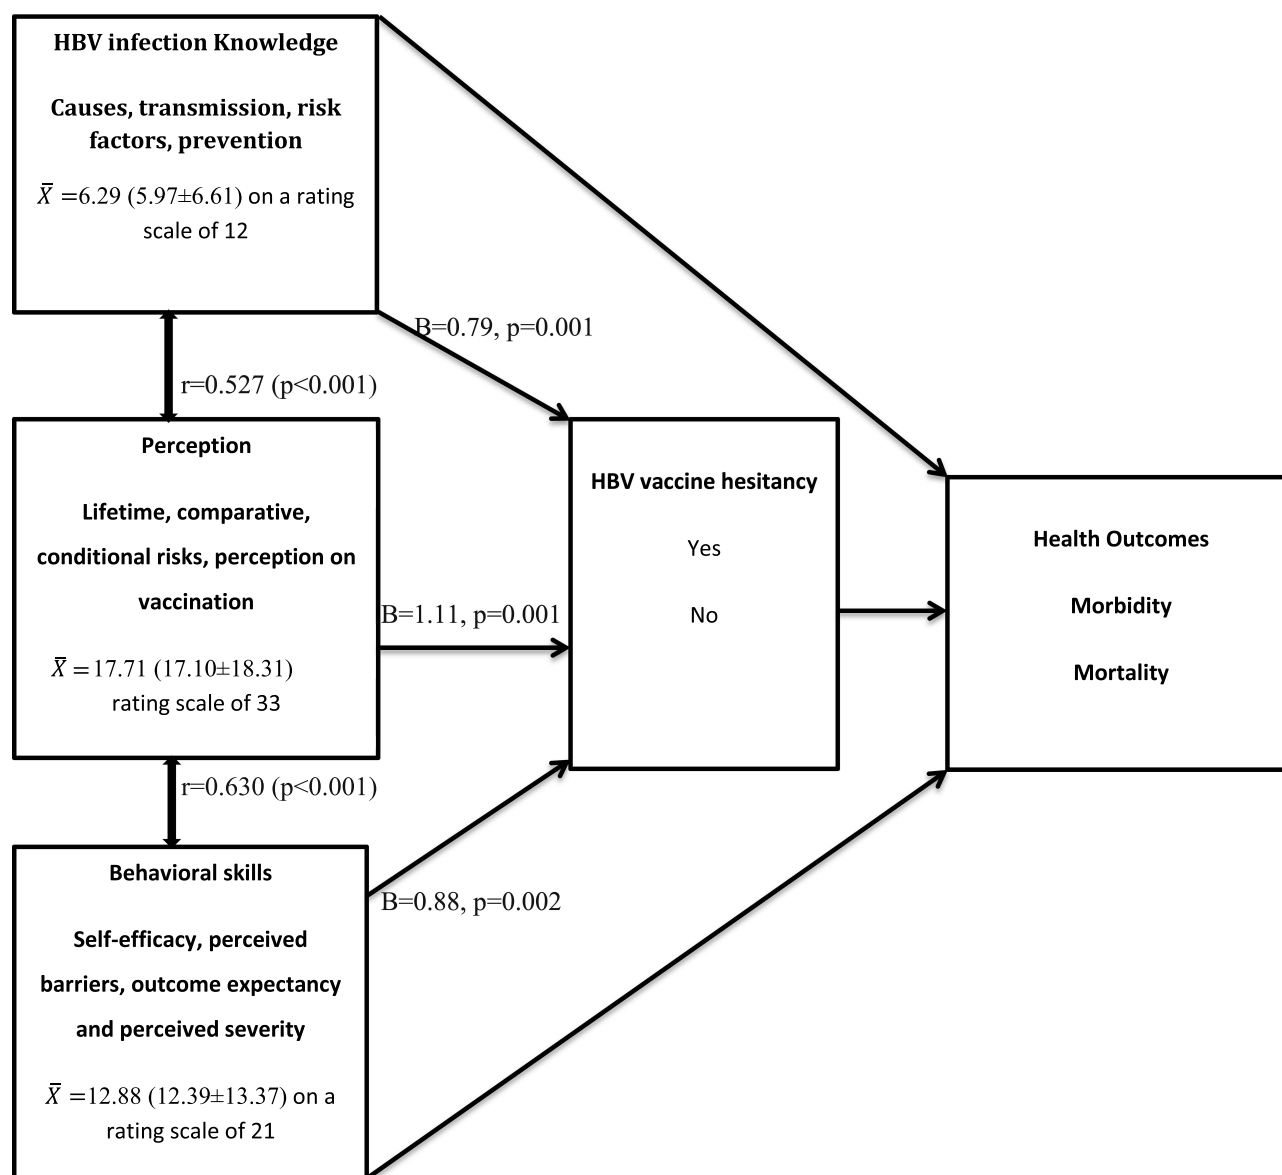 HBV infection Knowledge
Causes, transmission, risk
factors, prevention
X̄ =6.29 (5.97±6.61) on a rating
scale of 12
B=0.79, p=0.001
r=0.527 (p<0.001)
Perception
Lifetime, comparative,
conditional risks, perception on
vaccination
X̄ =17.71 (17.10±18.31)
rating scale of 33
B=1.11, p=0.001
HBV vaccine hesitancy
Yes
No
Health Outcomes
Morbidity
Mortality
r=0.630 (p<0.001)
Behavioral skills
Self-efficacy, perceived
barriers, outcome expectancy
and perceived severity
X̄ =12.88 (12.39±13.37) on a
rating scale of 21
B=0.88, p=0.002